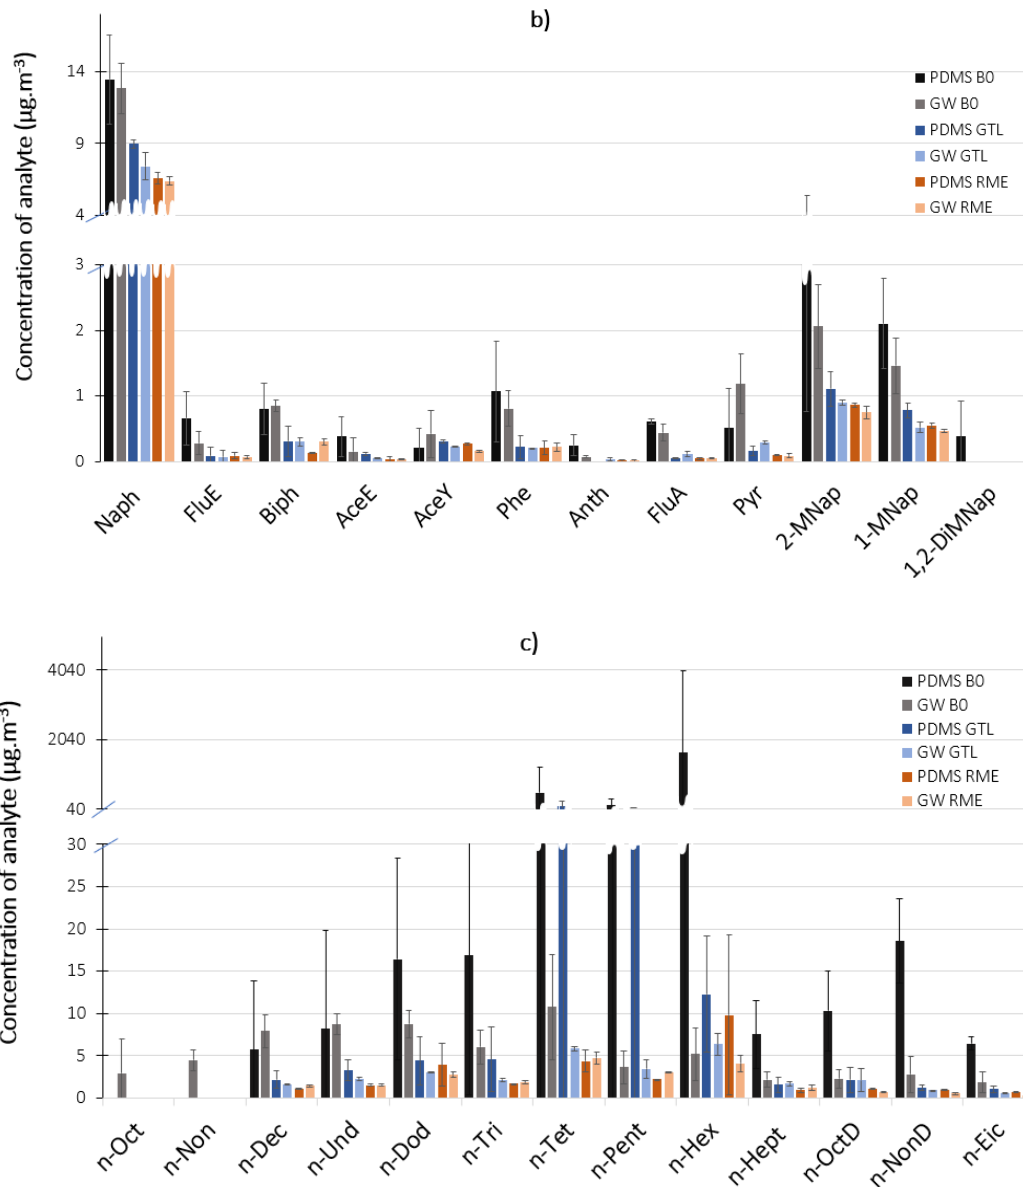 b)
Concentration of analyte (µg.m⁻³)
14
9
4
3
2
1
0
PDMS B0
GW B0
PDMS GTL
GW GTL
PDMS RME
GW RME
Naph
FluE
Biph
AceE
AceY
Phe
Anth
FluA
Pyr
2-MNap
1-MNap
1,2-DiMNap
c)
Concentration of analyte (µg.m⁻³)
4040
2040
40
30
25
20
15
10
5
0
PDMS B0
GW B0
PDMS GTL
GW GTL
PDMS RME
GW RME
n-Oct
n-Non
n-Dec
n-Und
n-Dod
n-Tri
n-Tet
n-Pent
n-Hex
n-Hept
n-OctD
n-NonD
n-Eic